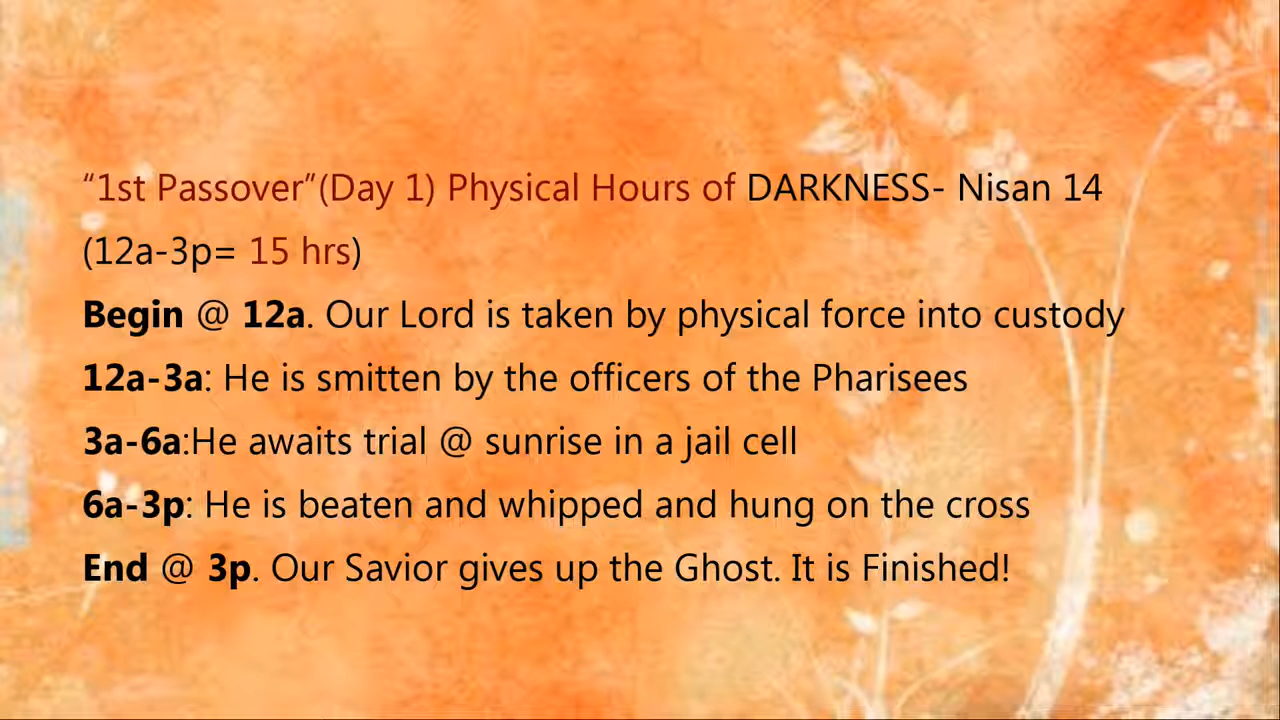 “1st Passover”(Day 1) Physical Hours of DARKNESS- Nisan 14
(12a-3p= 15 hrs)
Begin @ 12a. Our Lord is taken by physical force into custody
12a-3a: He is smitten by the officers of the Pharisees
3a-6a:He awaits trial @ sunrise in a jail cell
6a-3p: He is beaten and whipped and hung on the cross
End @ 3p. Our Savior gives up the Ghost. It is Finished!